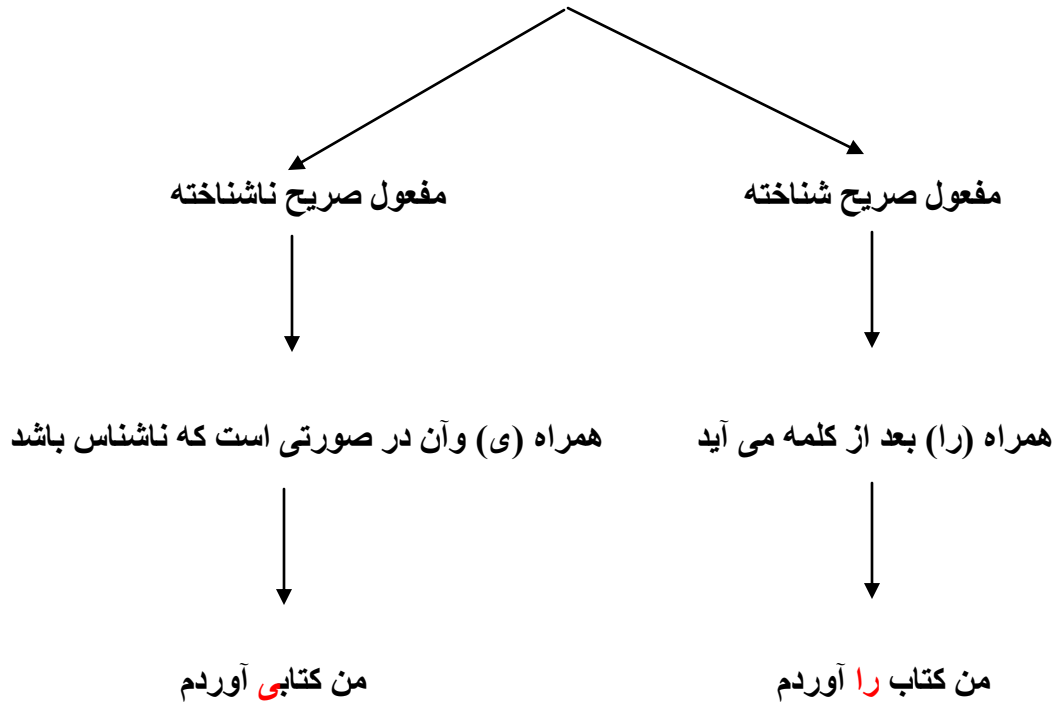 مفعول صریح شناخته
مفعول صریح ناشناخته
همراه (را) بعد از کلمه می آید
همراه (ی) وآن در صورتی است که ناشناس باشد
من کتاب را آوردم
من کتابی آوردم